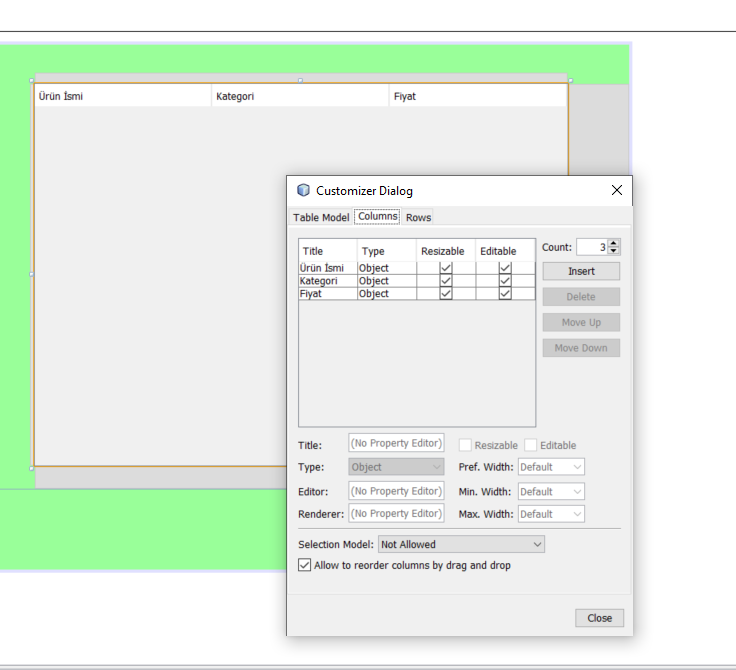 Ürün İsmi Kategori Fiyat
Customizer Dialog
Table Model Columns Rows
Title Type Resizable Editable Count: 3
Ürün İsmi Object Insert
Kategori Object
Fiyat Object Delete
Move Up
Move Down
Title: (No Property Editor) Resizable Editable
Type: Object Pref. Width: Default
Editor: (No Property Editor) Min. Width: Default
Renderer: (No Property Editor) Max. Width: Default
Selection Model: Not Allowed
Allow to reorder columns by drag and drop
Close